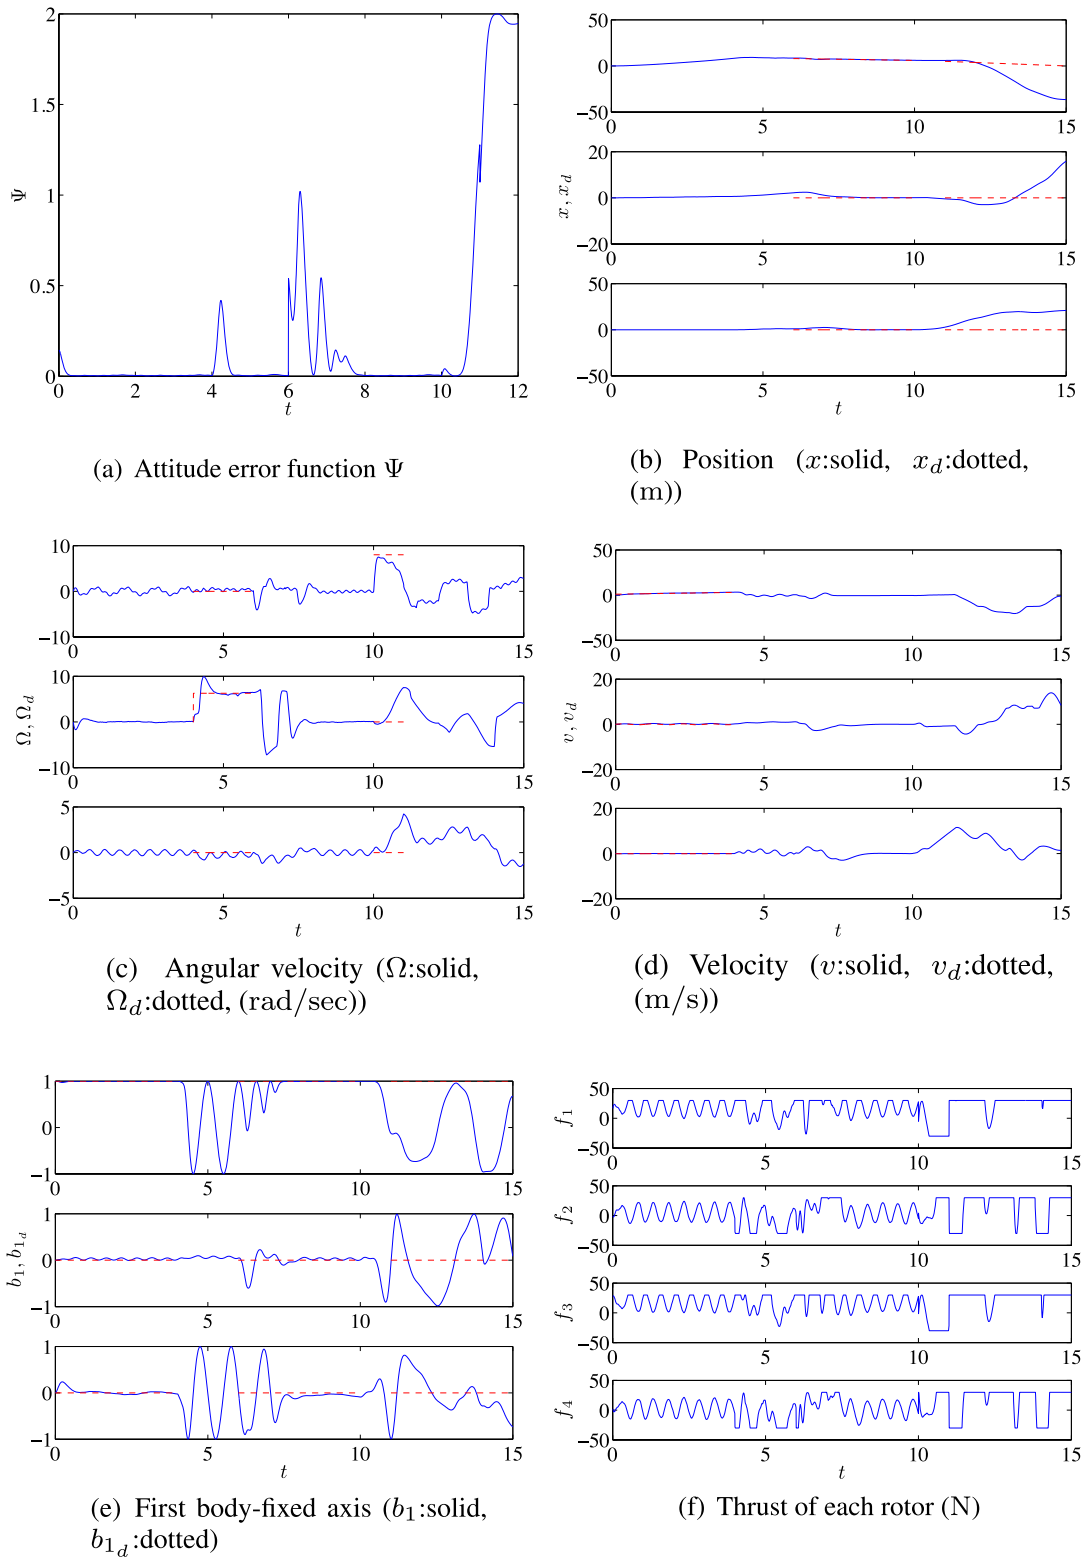 2
1.5
1
0.5
0
Ψ
0 2 4 6 8 10 12
t
(a) Attitude error function Ψ
50
0
−50
0 5 10 15
20
0
−20
0 5 10 15
50
0
−50
0 5 10 15
x, x_d
t
(b) Position (x:solid, x_d:dotted,
(m))
10
0
−10
0 5 10 15
10
0
−10
0 5 10 15
5
0
−5
0 5 10 15
Ω, Ω_d
t
(c) Angular velocity (Ω:solid,
Ω_d:dotted, (rad/sec))
50
0
−50
0 5 10 15
20
0
−20
0 5 10 15
20
0
−20
0 5 10 15
v, v_d
t
(d) Velocity (v:solid, v_d:dotted,
(m/s))
1
0
−1
0 5 10 15
1
0
−1
0 5 10 15
1
0
−1
0 5 10 15
b_1, b_{1_d}
t
(e) First body-fixed axis (b_1:solid,
b_{1_d}:dotted)
f_1
50
0
−50
0 5 10 15
f_2
50
0
−50
0 5 10 15
f_3
50
0
−50
0 5 10 15
f_4
50
0
−50
0 5 10 15
t
(f) Thrust of each rotor (N)